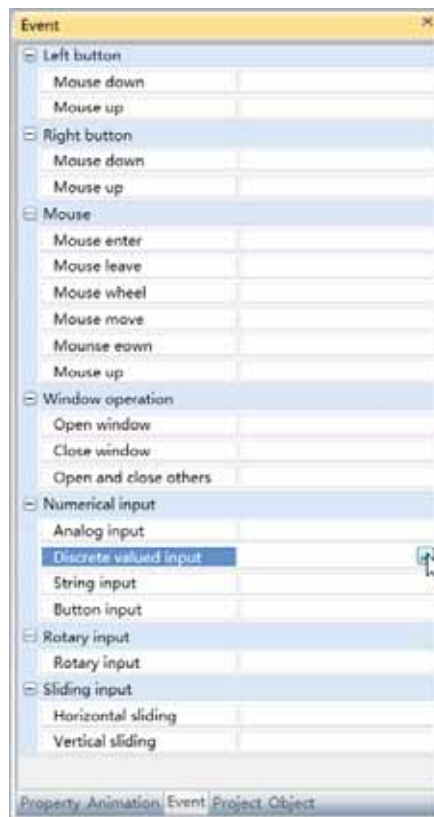 Event
Left button
Mouse down
Mouse up
Right button
Mouse down
Mouse up
Mouse
Mouse enter
Mouse leave
Mouse wheel
Mouse move
Mounse eown
Mouse up
Window operation
Open window
Close window
Open and close others
Numerical input
Analog input
Discrete valued input
String input
Button input
Rotary input
Rotary input
Sliding input
Horizontal sliding
Vertical sliding
Property Animation Event Project Object